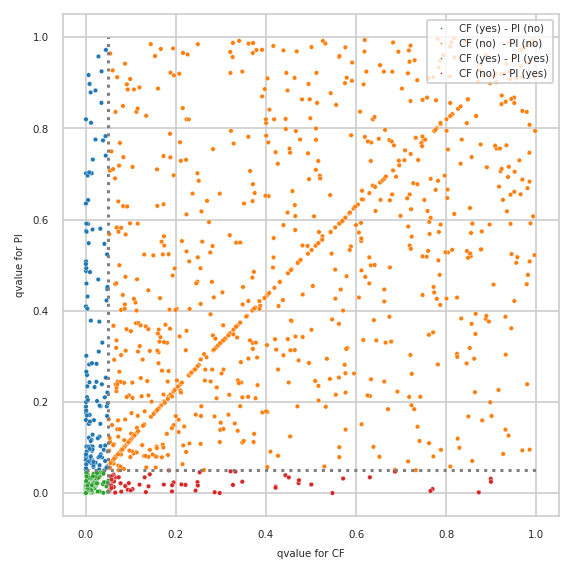 CF (yes) - PI (no)
CF (no)  - PI (no)
CF (yes) - PI (yes)
CF (no)  - PI (yes)
1.0
0.8
0.6
0.4
0.2
0.0
qvalue for PI
0.0 0.2 0.4 0.6 0.8 1.0
qvalue for CF